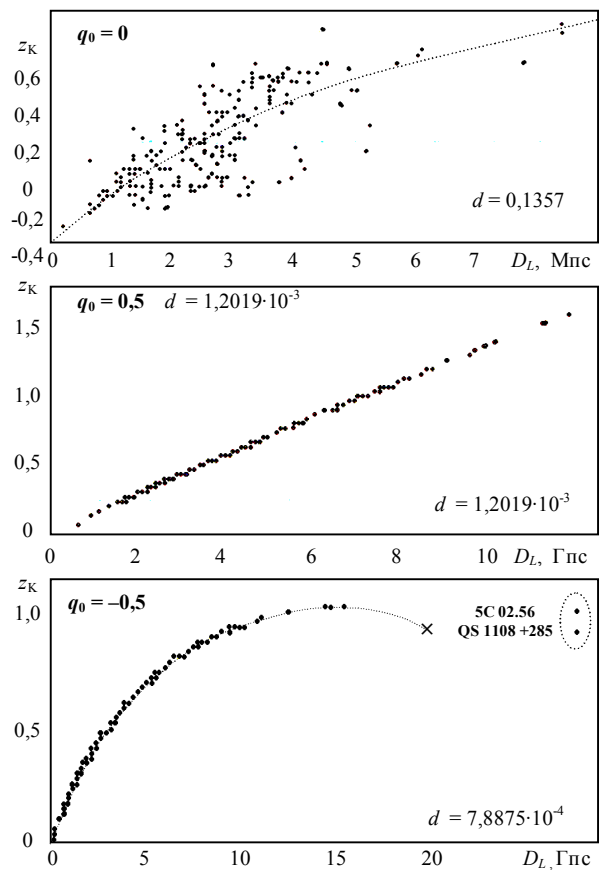 q₀ = 0
z_K
0,6
0,4
0,2
0
-0,2
-0,4
d = 0,1357
0 1 2 3 4 5 6 7 D_L, Мпс
z_K
q₀ = 0,5 d = 1,2019·10⁻³
1,5
1,0
0,5
0
d = 1,2019·10⁻³
0 2 4 6 8 10 D_L, Гпс
z_K
q₀ = –0,5
1,0
0,5
0
5C 02.56
QS 1108 +285
d = 7,8875·10⁻⁴
0 5 10 15 20 D_L, Гпс